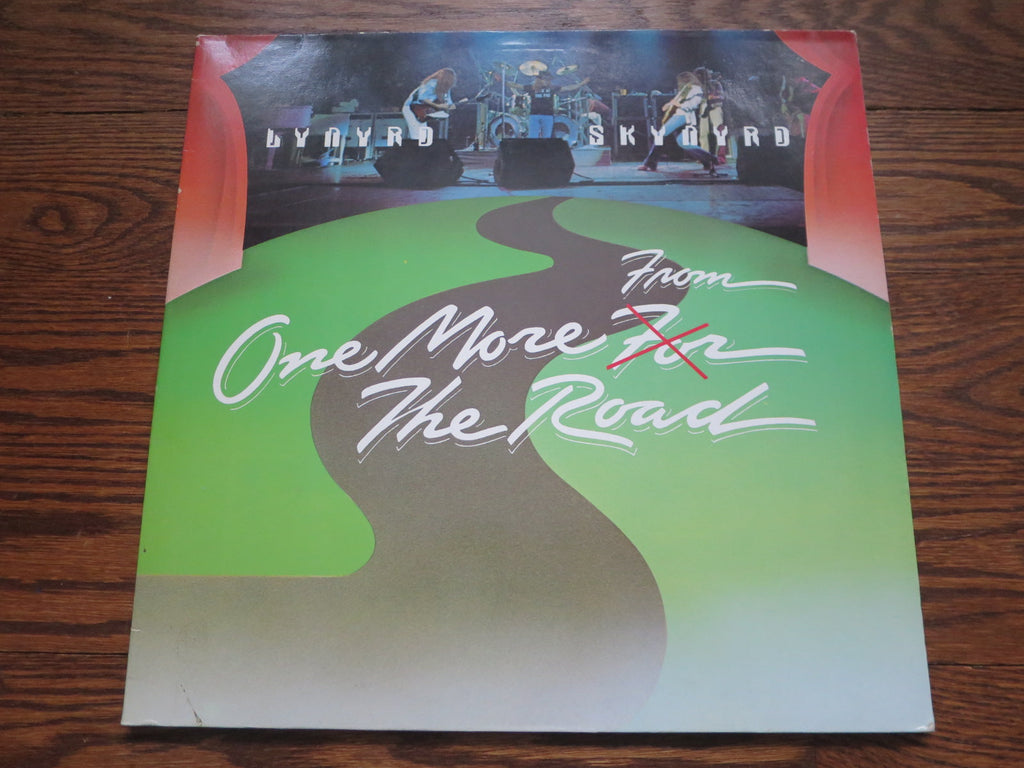 LYNYRD SKYNYRD
From
One More For
The Road